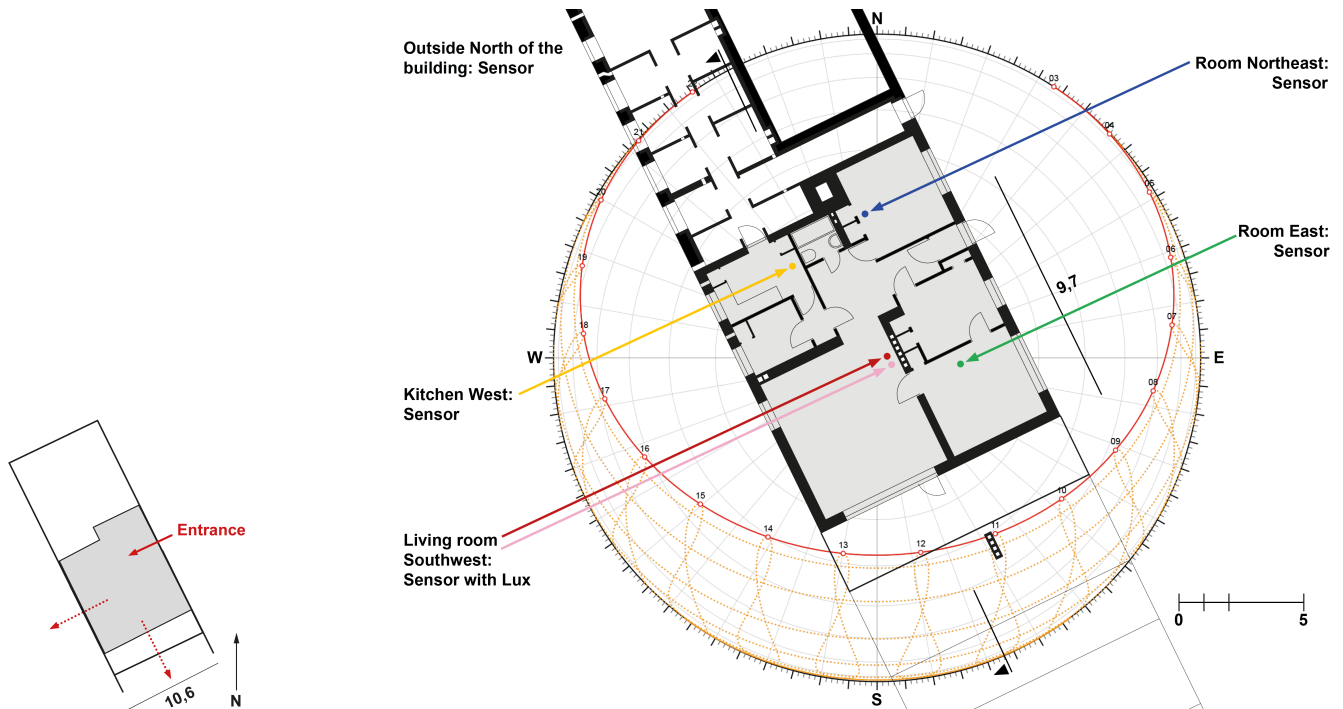 N
Outside North of the
building: Sensor
Room Northeast:
Sensor
03
04
21
05
20
Room East:
Sensor
06
19
9,7
07
18
W
E
Kitchen West:
Sensor
08
17
09
16
10
15
Entrance
11
14
12
13
Living room
Southwest:
Sensor with Lux
0
5
10,6
N
S